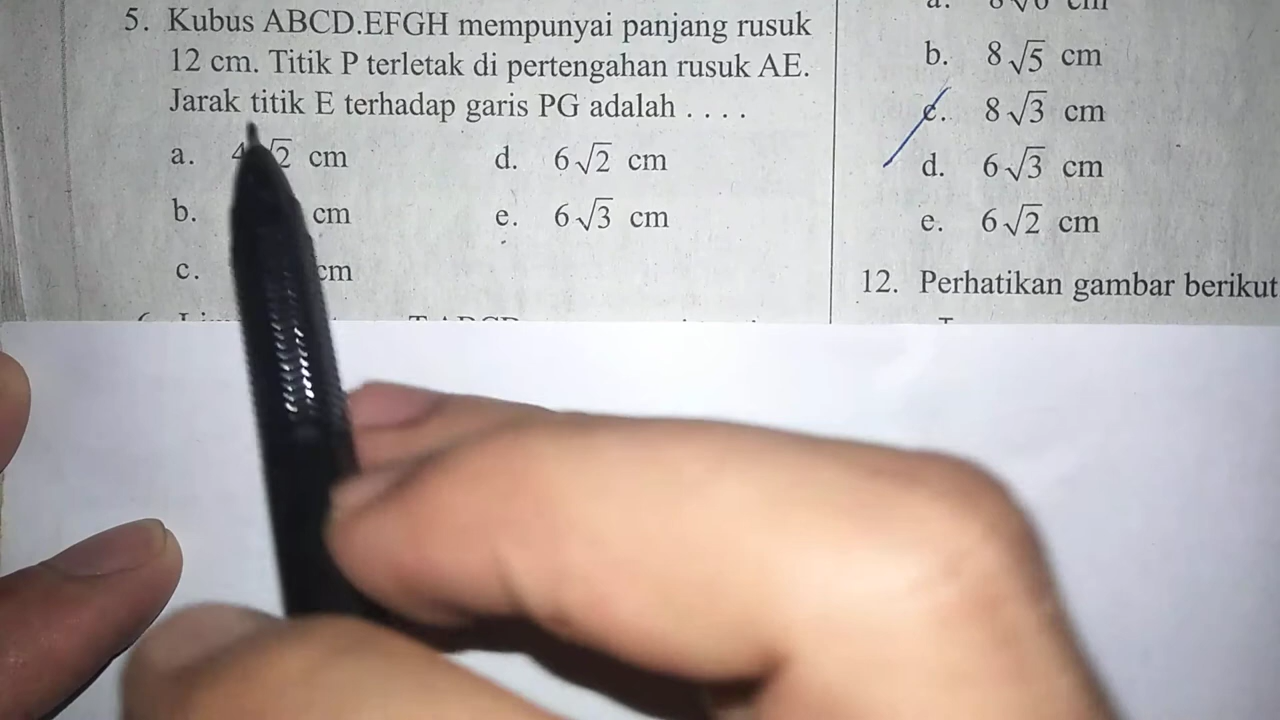 5. Kubus ABCD.EFGH mempunyai panjang rusuk
12 cm. Titik P terletak di pertengahan rusuk AE.
Jarak titik E terhadap garis PG adalah . . . .
a. 4√2 cm
b. cm
c. cm
d. 6√2 cm
e. 6√3 cm
b. 8√5 cm
c. 8√3 cm
d. 6√3 cm
e. 6√2 cm
12. Perhatikan gambar berikut